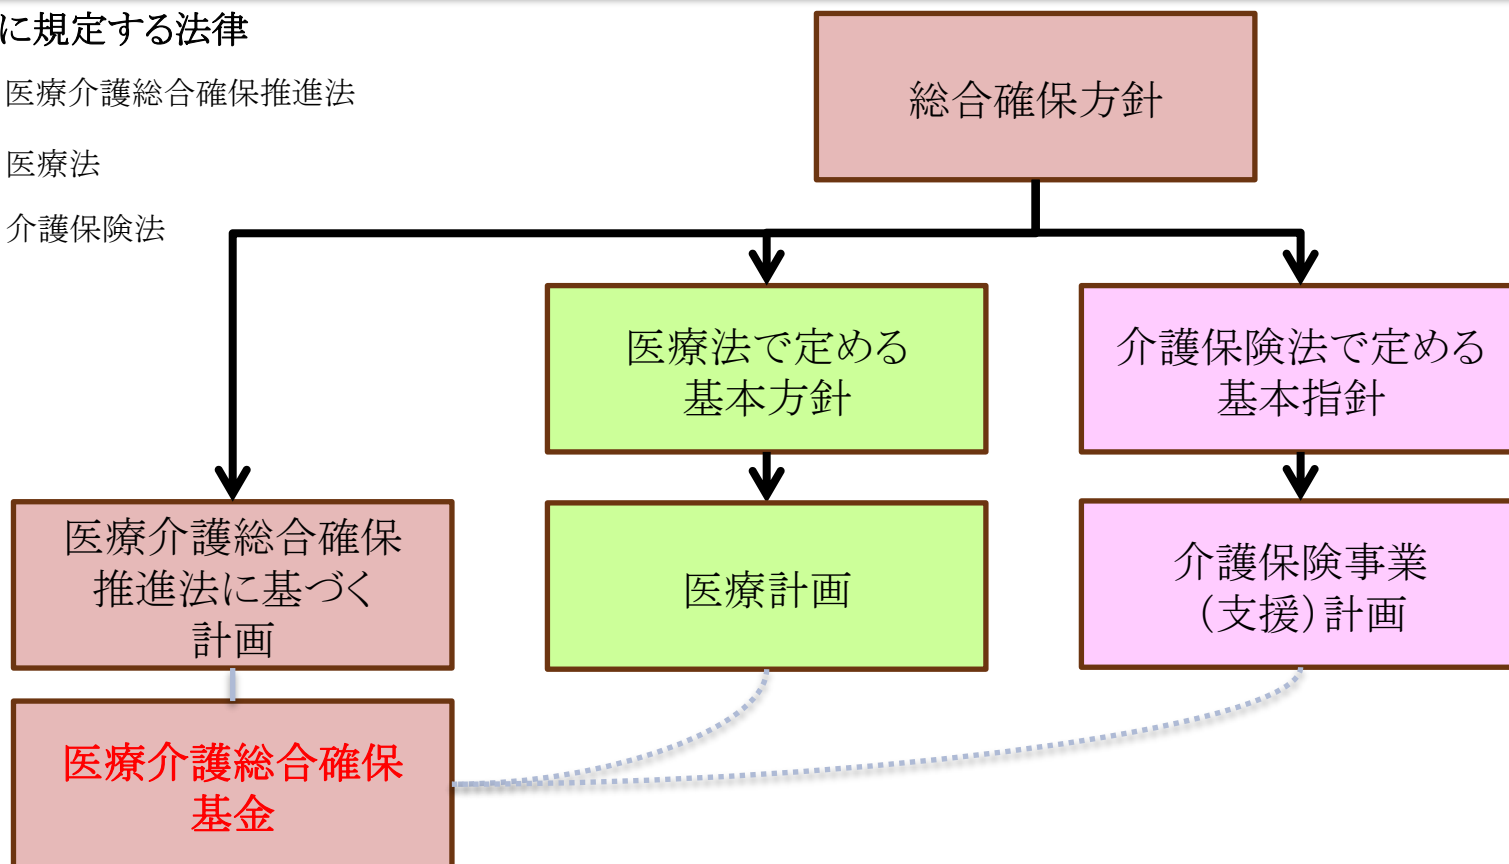 に規定する法律
医療介護総合確保推進法
医療法
介護保険法
総合確保方針
医療法で定める
基本方針
介護保険法で定める
基本指針
医療介護総合確保
推進法に基づく
計画
医療計画
介護保険事業
（支援）計画
医療介護総合確保
基金